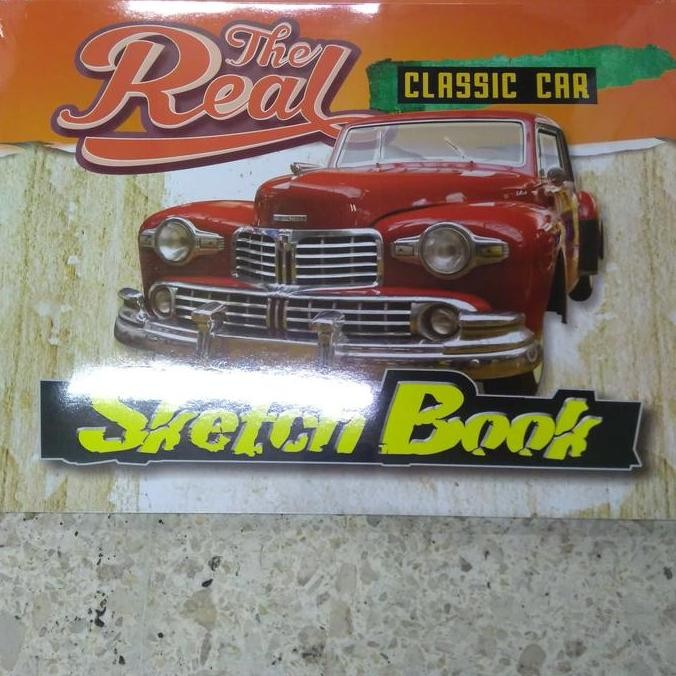 The
Real
CLASSIC CAR
Sketch Book